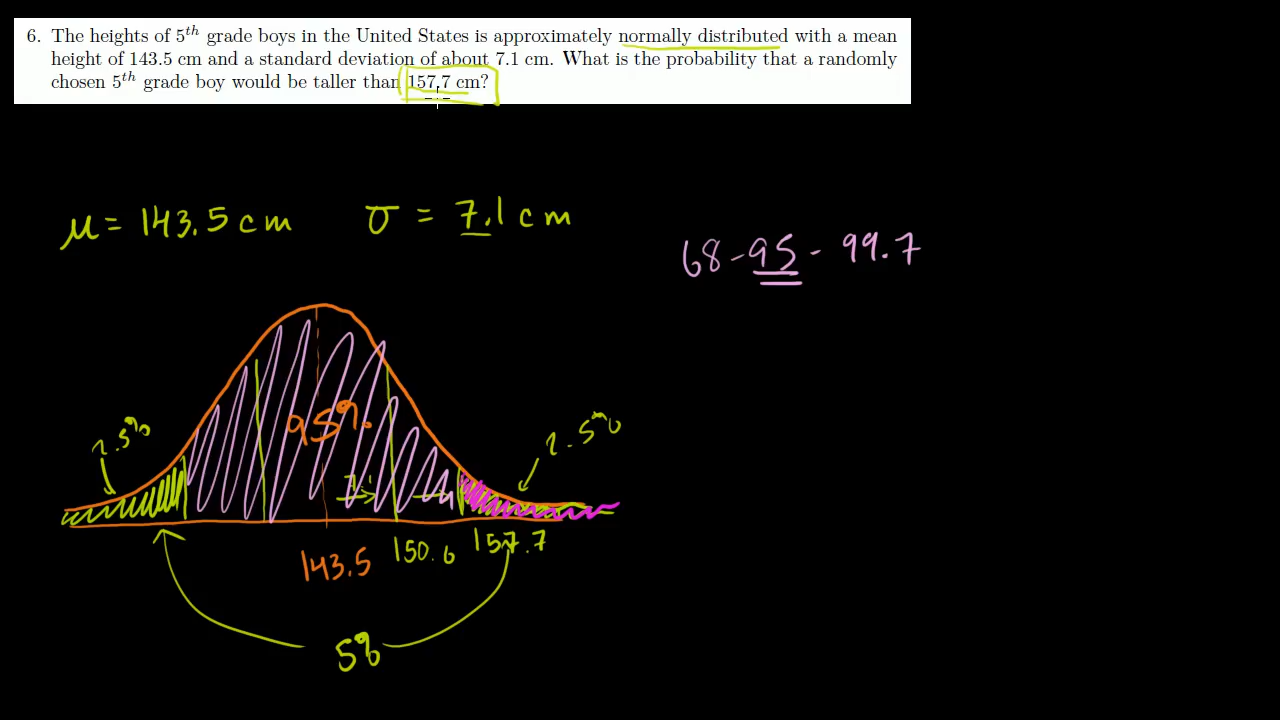 6. The heights of 5th grade boys in the United States is approximately normally distributed with a mean
height of 143.5 cm and a standard deviation of about 7.1 cm. What is the probability that a randomly
chosen 5th grade boy would be taller than 157.7 cm?
μ = 143.5 cm σ = 7.1 cm
68-95-99.7
95%
2.5%
2.5%
143.5
150.6
157.7
5%